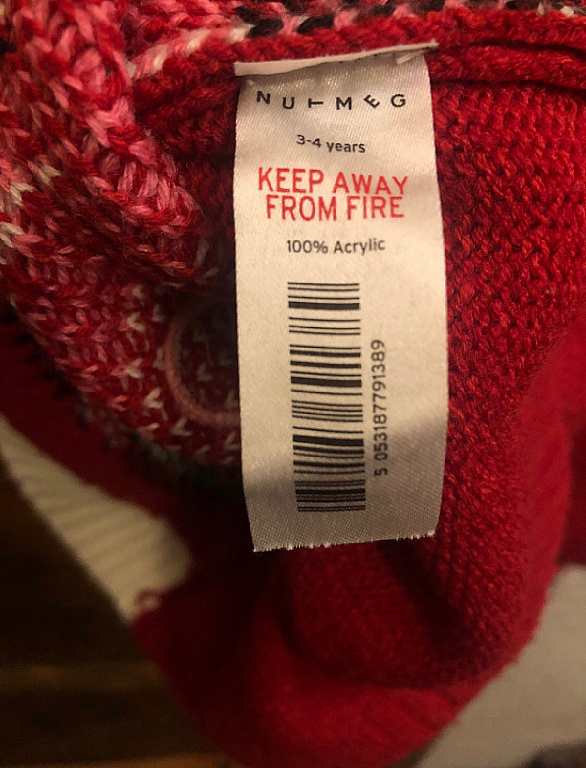 NUTMEG
3-4 years
KEEP AWAY
FROM FIRE
100% Acrylic
5 053187791389